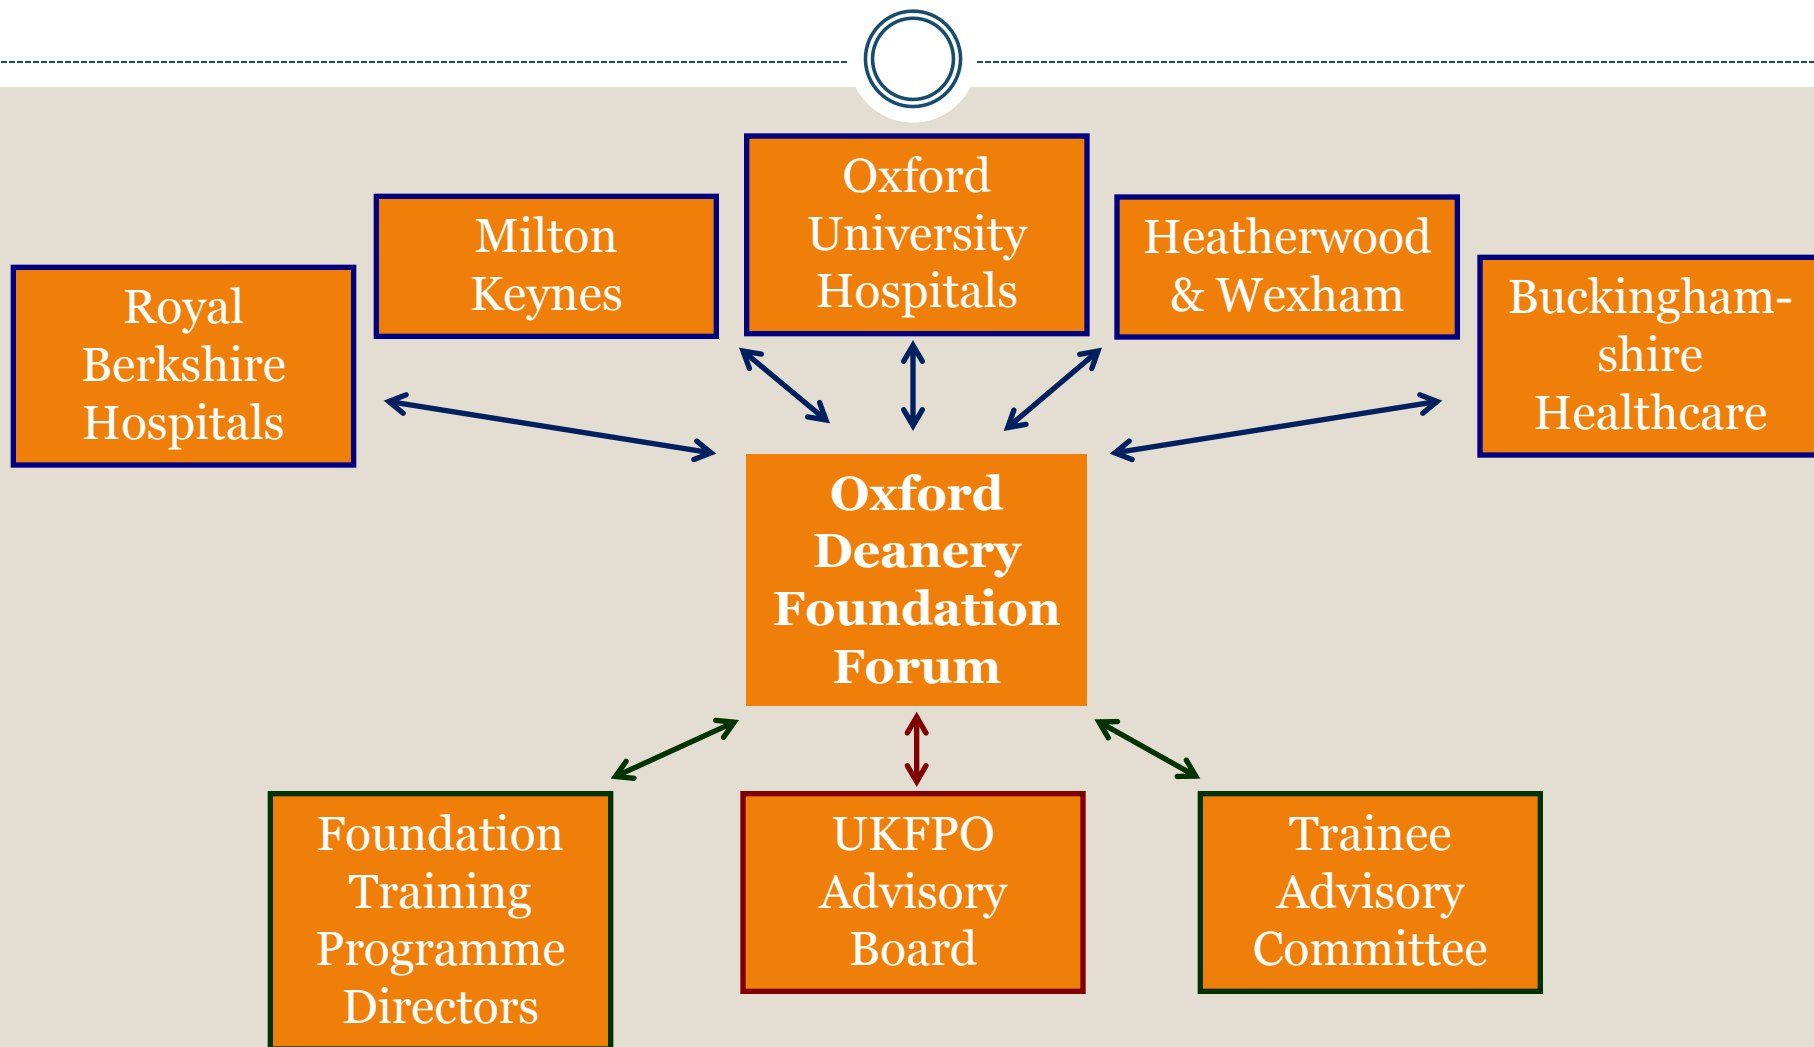 Royal
Berkshire
Hospitals
Milton
Keynes
Oxford
University
Hospitals
Heatherwood
& Wexham
Buckingham-
shire
Healthcare
Oxford
Deanery
Foundation
Forum
Foundation
Training
Programme
Directors
UKFPO
Advisory
Board
Trainee
Advisory
Committee